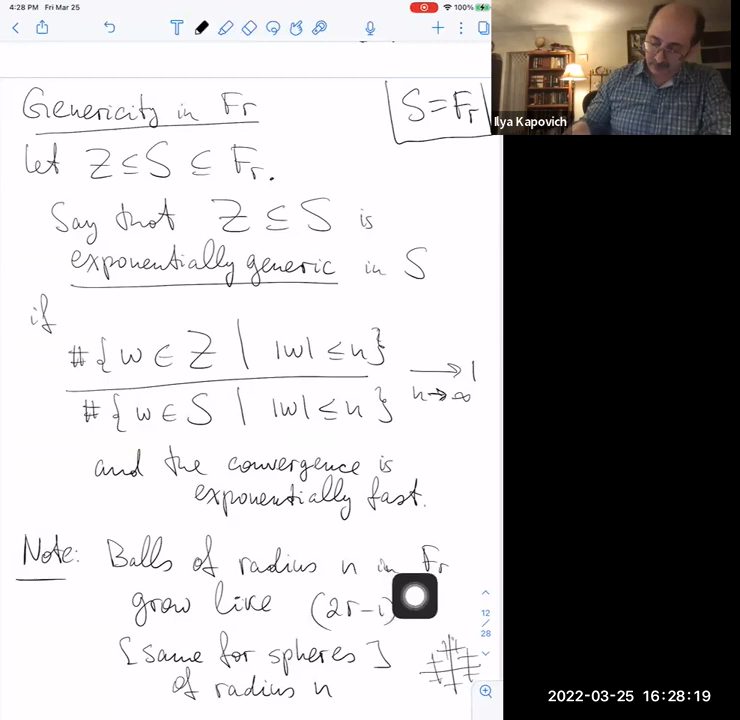 4:28 PM Fri Mar 25
100%
Genericity in Fr
S = Fr
Ilya Kapovich
Let Z ⊆ S ⊆ Fr.
Say that Z ⊆ S is
exponentially generic in S
if
#{w ∈ Z | |w| ≤ n}
#{w ∈ S | |w| ≤ n}
→ 1
n→∞
and the convergence is
exponentially fast.
Note: Balls of radius n in Fr
grow like (2r-1)
[same for spheres]
of radius n
12
/
28
2022-03-25 16:28:19